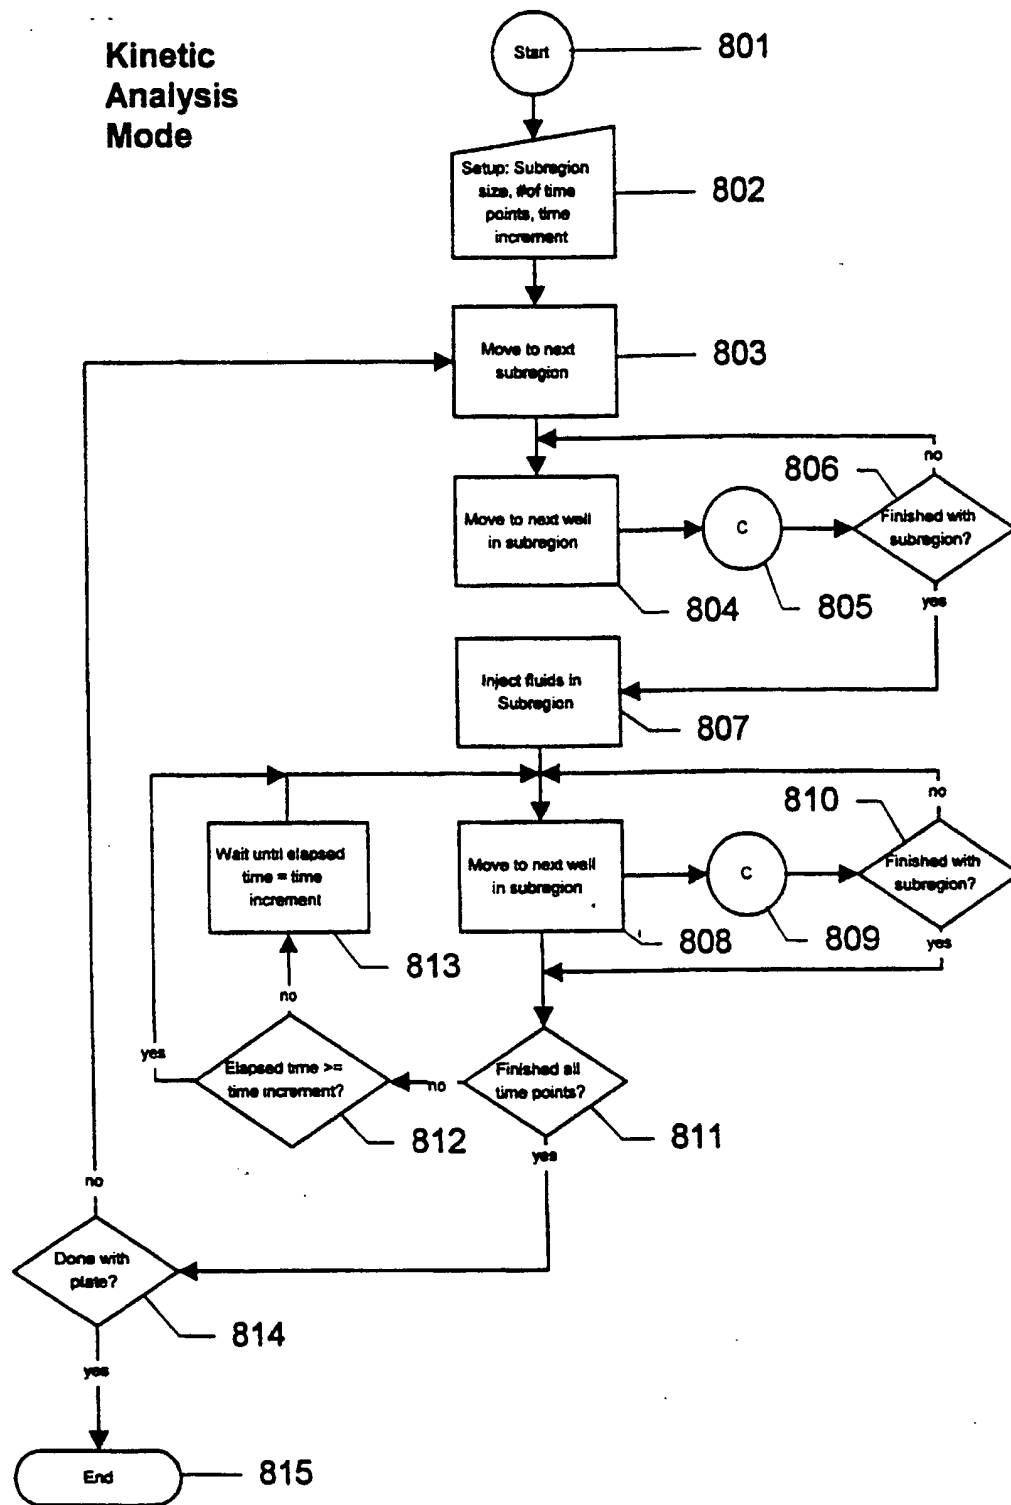 Kinetic
Analysis
Mode
Start
801
Setup: Subregion
size, #of time
points, time
increment
802
Move to next
subregion
803
no
806
Move to next well
in subregion
C
Finished with
subregion?
804
805
yes
Inject fluids in
Subregion
807
no
810
Wait until elapsed
time = time
increment
Move to next well
in subregion
C
Finished with
subregion?
813
808
809
yes
no
yes
Elapsed time >=
time increment?
no
Finished all
time points?
812
811
yes
no
Done with
plate?
814
yes
End
815